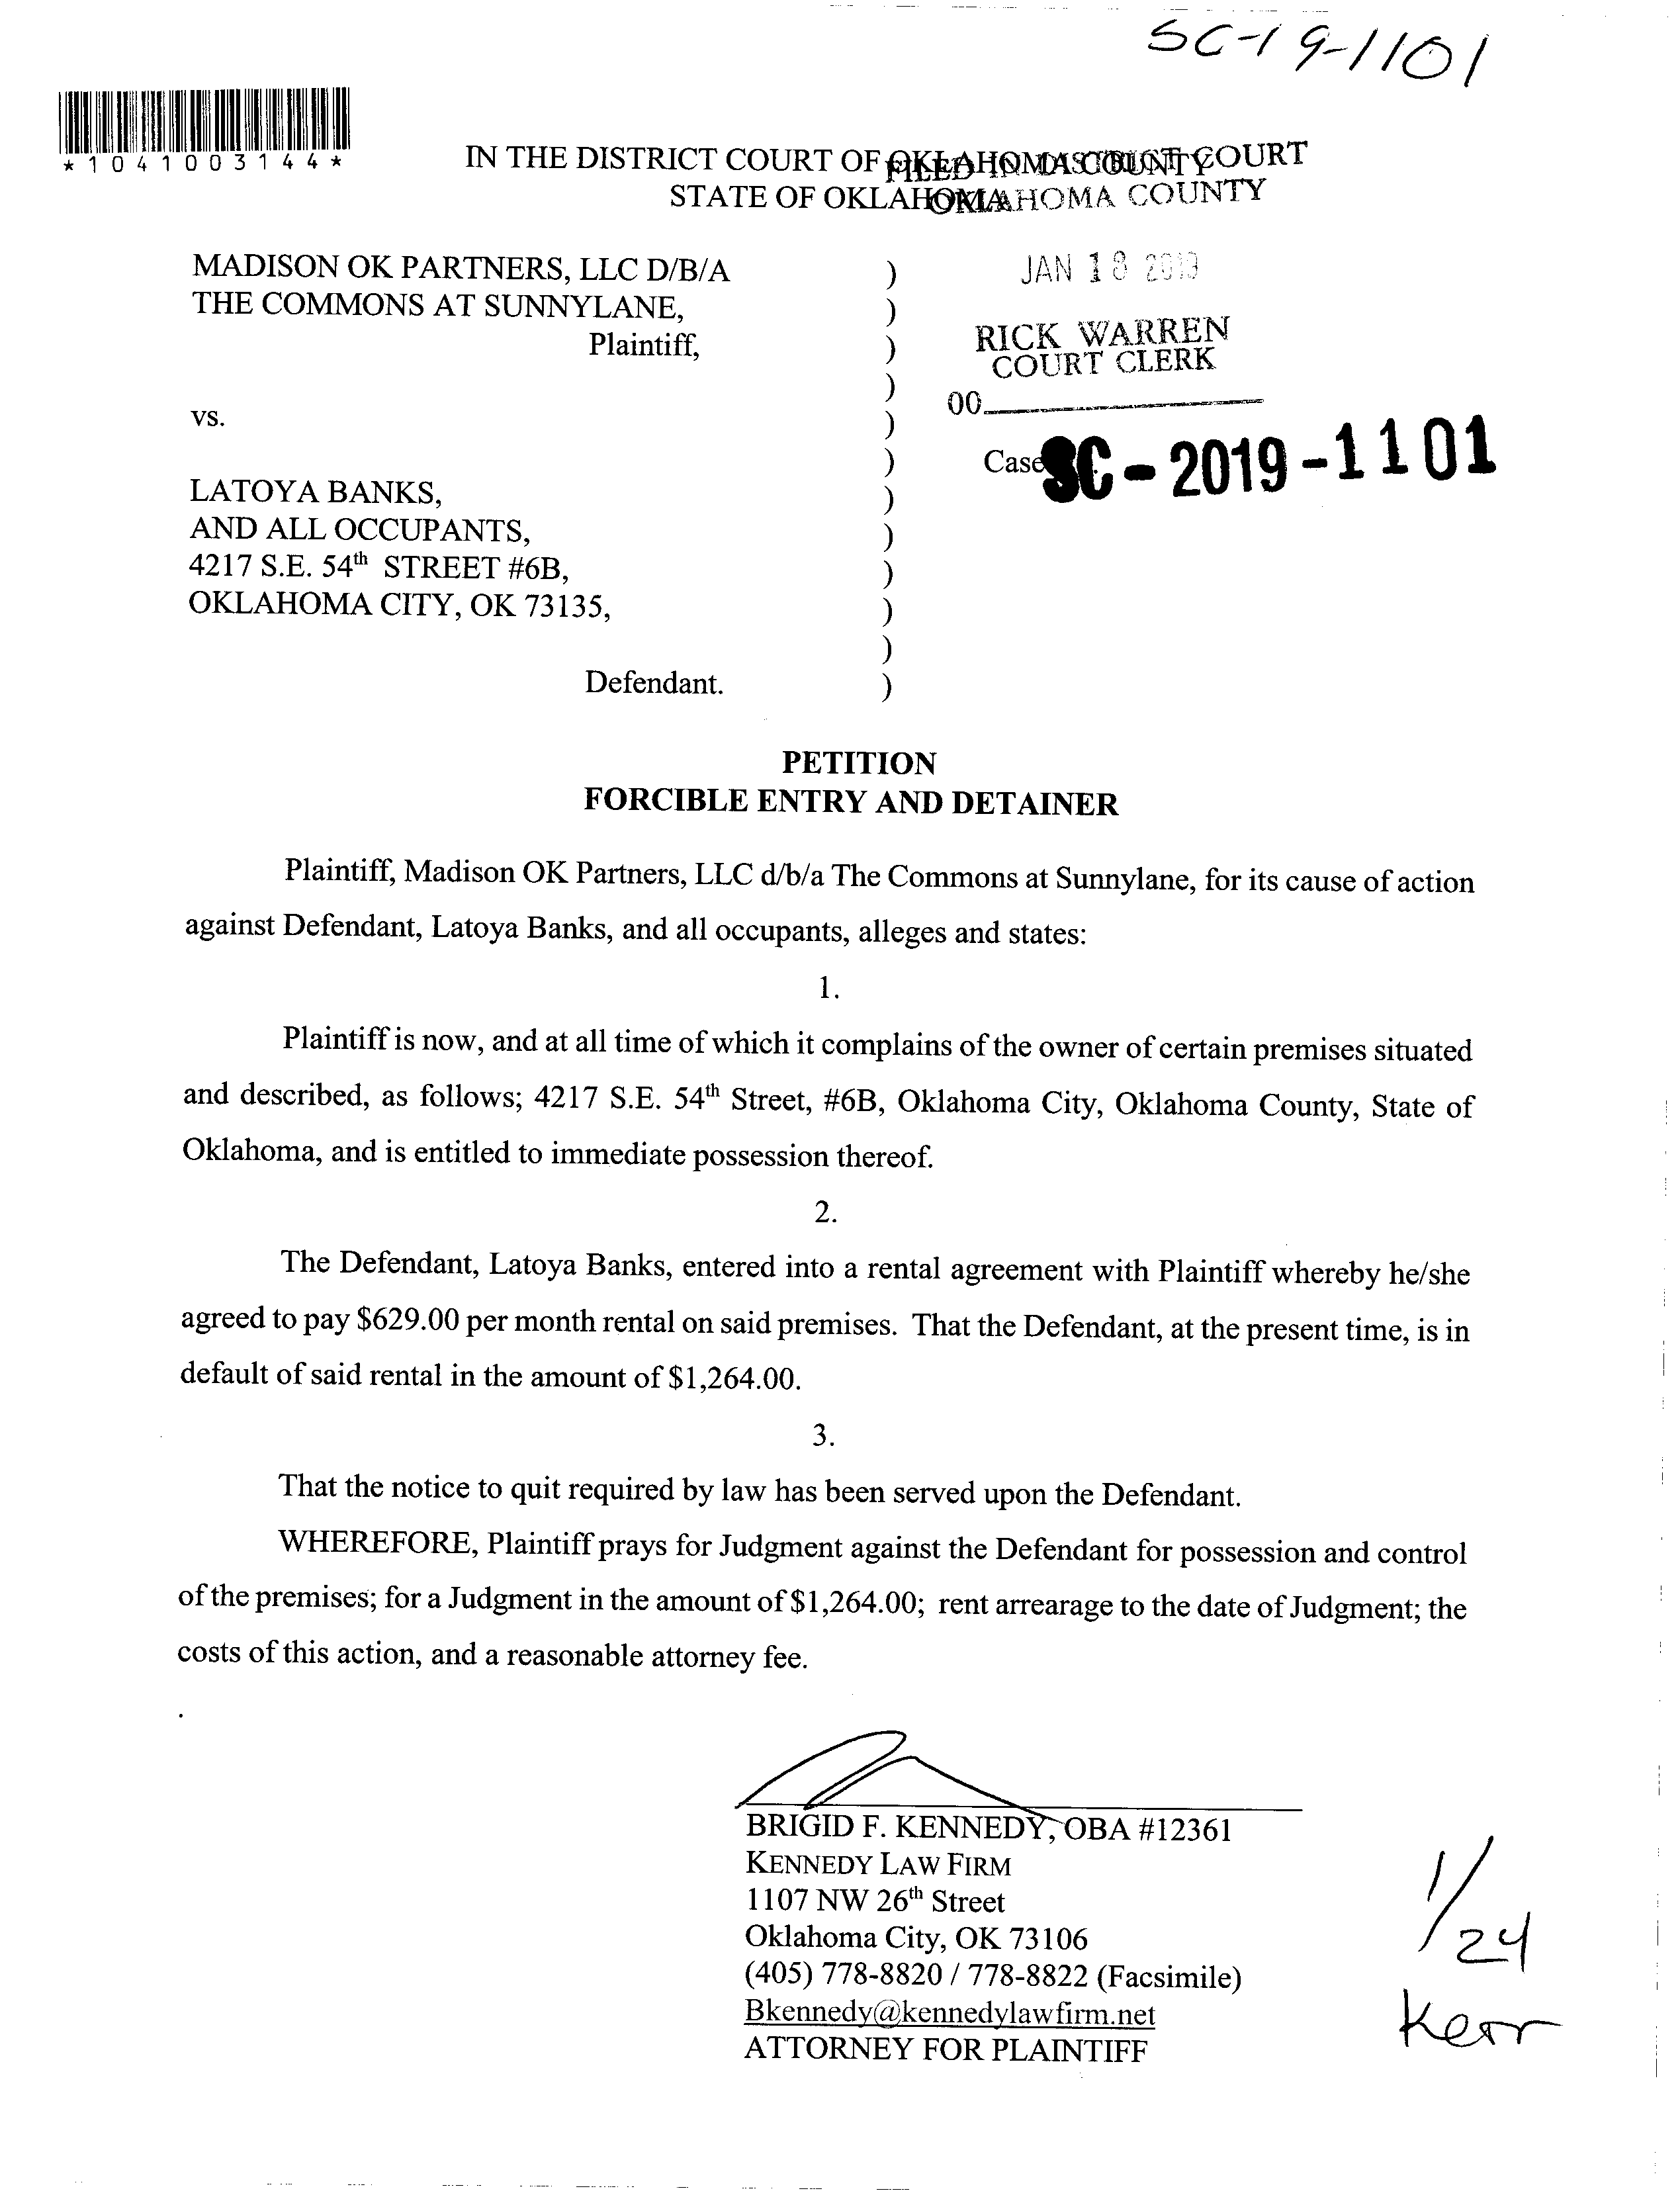 SC-19-1101
*1041003144*
IN THE DISTRICT COURT OF OKLAHOMA COUNTY
STATE OF OKLAHOMA
FILED IN DISTRICT COURT
OKLAHOMA COUNTY
MADISON OK PARTNERS, LLC D/B/A )
THE COMMONS AT SUNNYLANE, )
Plaintiff, )
)
vs. )
)
LATOYA BANKS, )
AND ALL OCCUPANTS, )
4217 S.E. 54th STREET #6B, )
OKLAHOMA CITY, OK 73135, )
)
Defendant. )
JAN 18 2019
RICK WARREN
COURT CLERK
00
Case
SC-2019-1101
PETITION
FORCIBLE ENTRY AND DETAINER
Plaintiff, Madison OK Partners, LLC d/b/a The Commons at Sunnylane, for its cause of action
against Defendant, Latoya Banks, and all occupants, alleges and states:
1.
Plaintiff is now, and at all time of which it complains of the owner of certain premises situated
and described, as follows; 4217 S.E. 54th Street, #6B, Oklahoma City, Oklahoma County, State of
Oklahoma, and is entitled to immediate possession thereof.
2.
The Defendant, Latoya Banks, entered into a rental agreement with Plaintiff whereby he/she
agreed to pay $629.00 per month rental on said premises. That the Defendant, at the present time, is in
default of said rental in the amount of $1,264.00.
3.
That the notice to quit required by law has been served upon the Defendant.
WHEREFORE, Plaintiff prays for Judgment against the Defendant for possession and control
of the premises; for a Judgment in the amount of $1,264.00; rent arrearage to the date of Judgment; the
costs of this action, and a reasonable attorney fee.
.
BRIGID F. KENNEDY, OBA #12361
KENNEDY LAW FIRM
1107 NW 26th Street
Oklahoma City, OK 73106
(405) 778-8820 / 778-8822 (Facsimile)
Bkennedy@kennedylawfirm.net
ATTORNEY FOR PLAINTIFF
1/24
Kerr